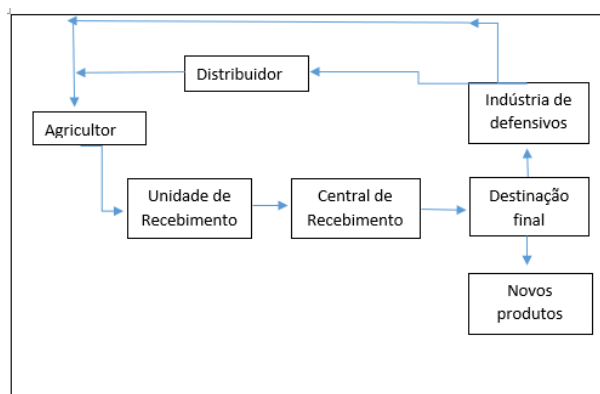 Distribuidor
Indústria de
defensivos
Agricultor
Unidade de
Recebimento
Central de
Recebimento
Destinação
final
Novos
produtos